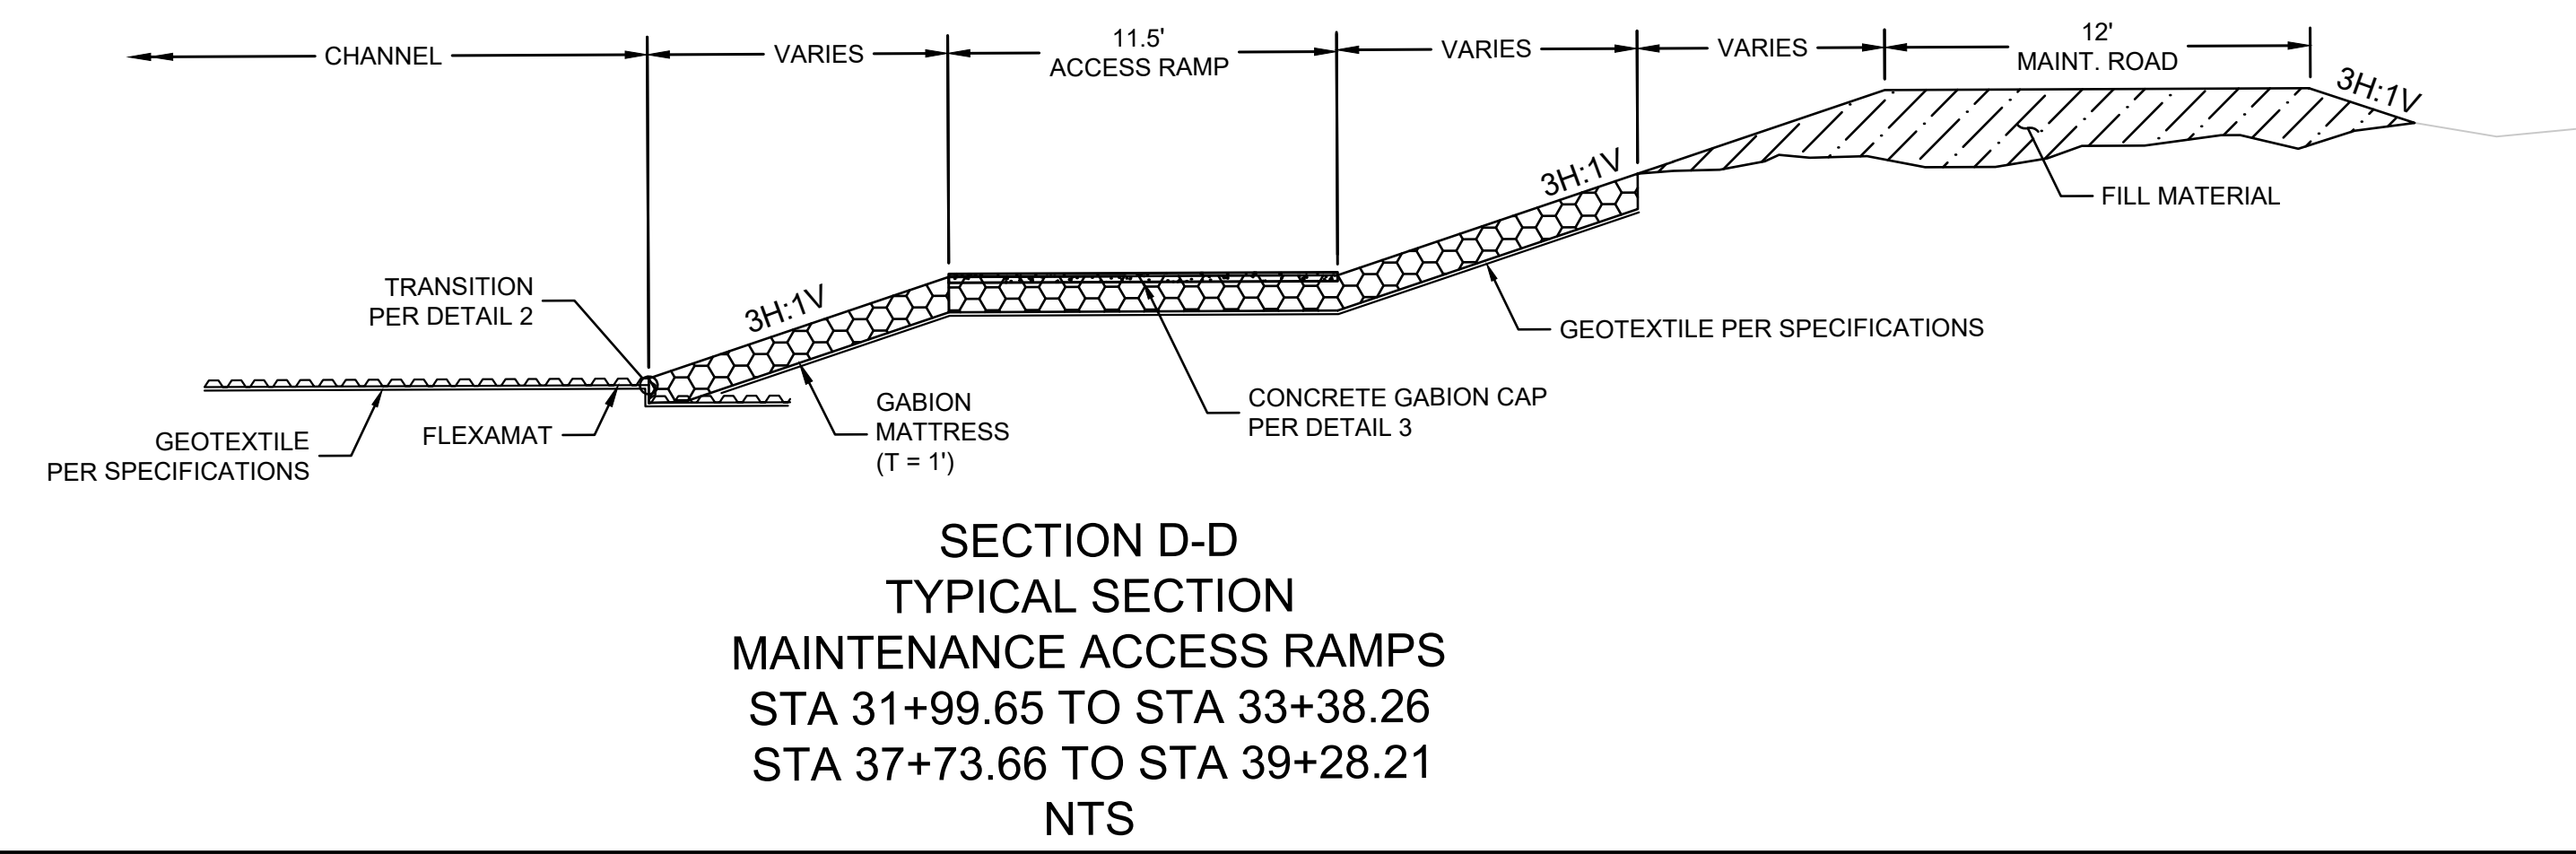 CHANNEL
VARIES
11.5'
ACCESS RAMP
VARIES
VARIES
12'
MAINT. ROAD
3H:1V
3H:1V
FILL MATERIAL
TRANSITION
PER DETAIL 2
3H:1V
GEOTEXTILE PER SPECIFICATIONS
GEOTEXTILE
PER SPECIFICATIONS
FLEXAMAT
GABION
MATTRESS
(T = 1')
CONCRETE GABION CAP
PER DETAIL 3
SECTION D-D
TYPICAL SECTION
MAINTENANCE ACCESS RAMPS
STA 31+99.65 TO STA 33+38.26
STA 37+73.66 TO STA 39+28.21
NTS